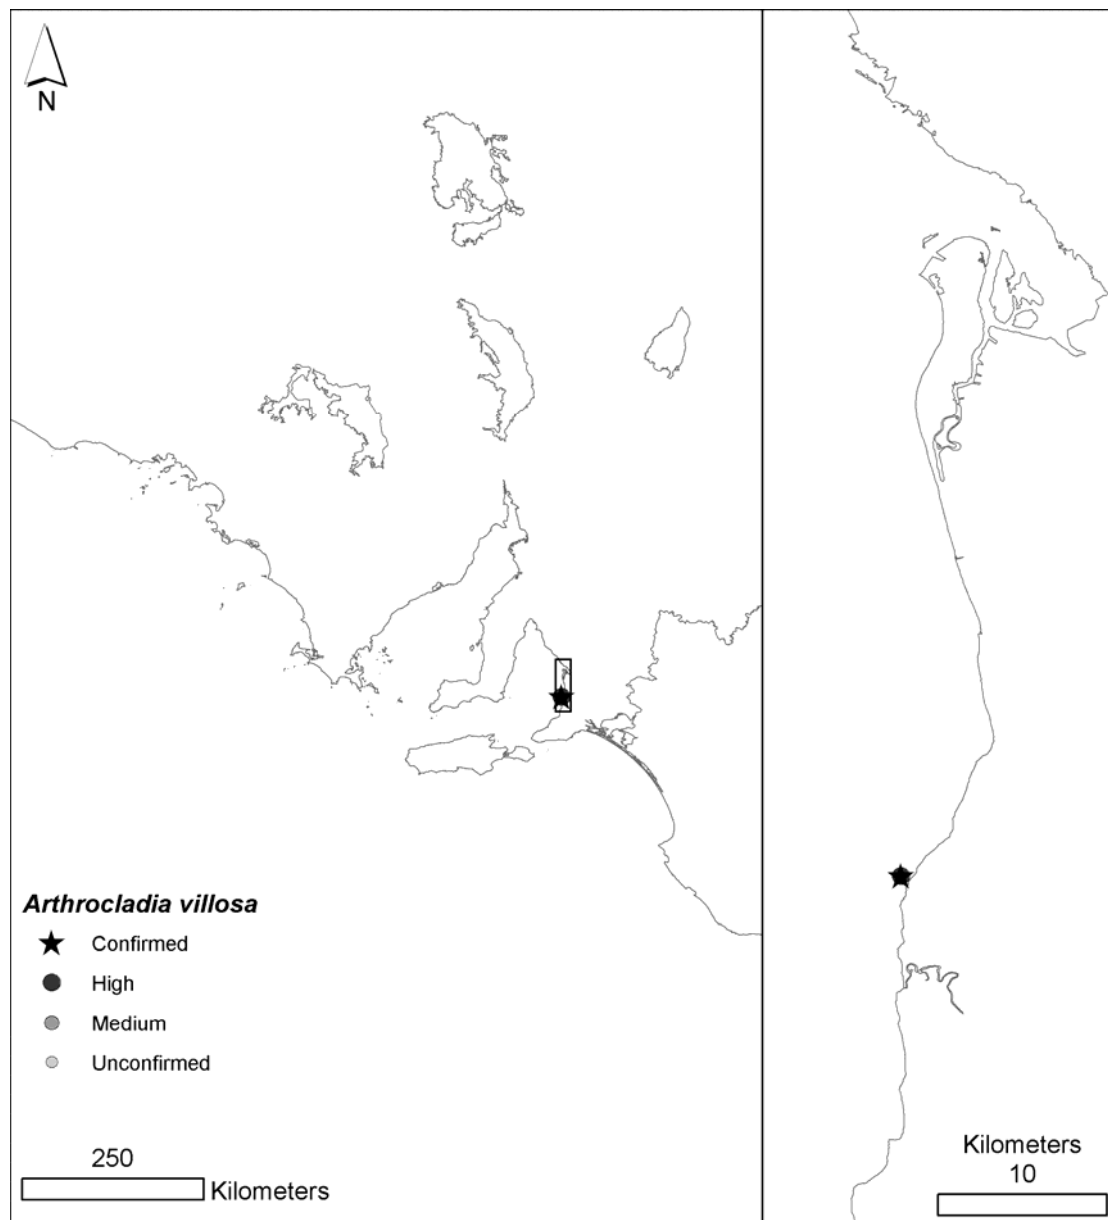 N
Arthrocladia villosa
Confirmed
High
Medium
Unconfirmed
250
Kilometers
Kilometers
10